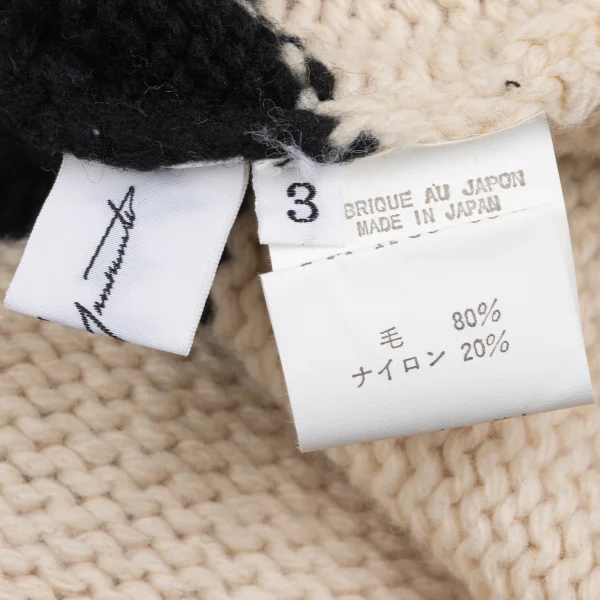 3
BRIQUE AU JAPON
MADE IN JAPAN
毛 80%
ナイロン 20%